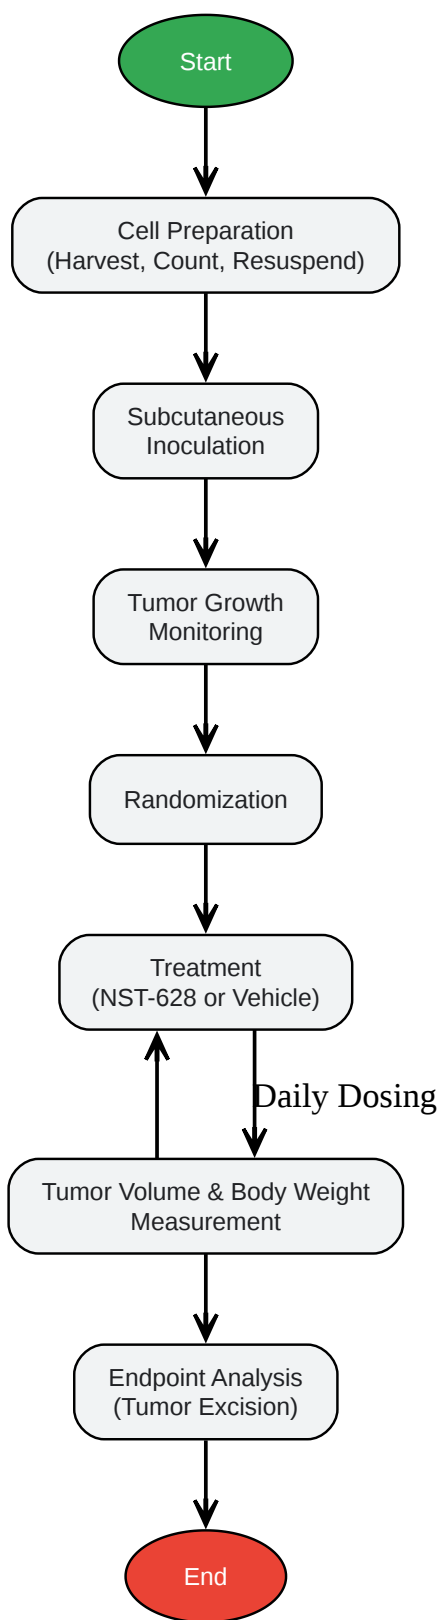 Start
Cell Preparation
(Harvest, Count, Resuspend)
Subcutaneous
Inoculation
Tumor Growth
Monitoring
Randomization
Treatment
(NST-628 or Vehicle)
Daily Dosing
Tumor Volume & Body Weight
Measurement
Endpoint Analysis
(Tumor Excision)
End